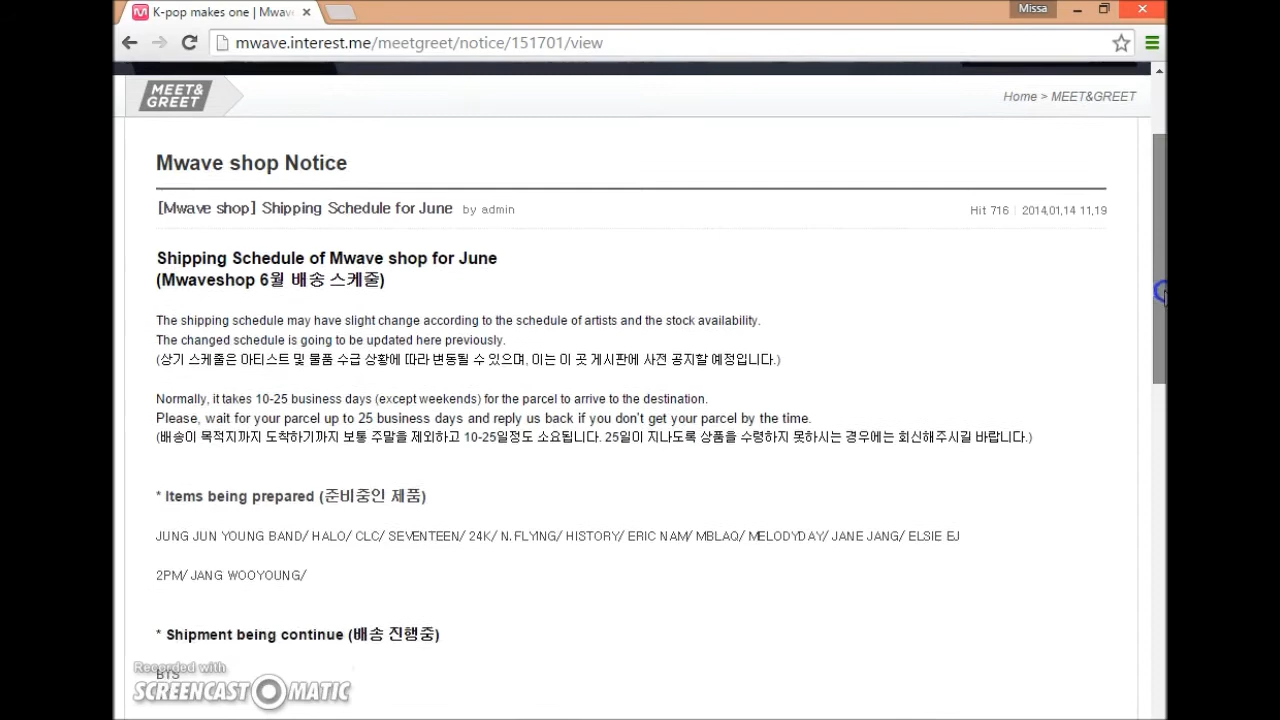 K-pop makes one | Mwav
Missa
mwave.interest.me/meetgreet/notice/151701/view
MEET&
GREET
Home > MEET&GREET
Mwave shop Notice
[Mwave shop] Shipping Schedule for June by admin
Hit 716 | 2014,01,14 11,19
Shipping Schedule of Mwave shop for June
(Mwaveshop 6월 배송 스케줄)
The shipping schedule may have slight change according to the schedule of artists and the stock availability.
The changed schedule is going to be updated here previously.
(상기 스케줄은 아티스트 및 물품 수급 상황에 따라 변동될 수 있으며, 이는 이 곳 게시판에 사전 공지할 예정입니다.)
Normally, it takes 10-25 business days (except weekends) for the parcel to arrive to the destination.
Please, wait for your parcel up to 25 business days and reply us back if you don't get your parcel by the time.
(배송이 목적지까지 도착하기까지 보통 주말을 제외하고 10-25일정도 소요됩니다. 25일이 지나도록 상품을 수령하지 못하시는 경우에는 회신해주시길 바랍니다.)
* Items being prepared (준비중인 제품)
JUNG JUN YOUNG BAND/ HALO/ CLC/ SEVENTEEN/ 24K/ N.FLYING/ HISTORY/ ERIC NAM/ MBLAQ/ MELODYDAY/ JANE JANG/ ELSIE EJ
2PM/ JANG WOOYOUNG/
* Shipment being continue (배송 진행중)
BTS
Recorded with
SCREENCAST MATIC